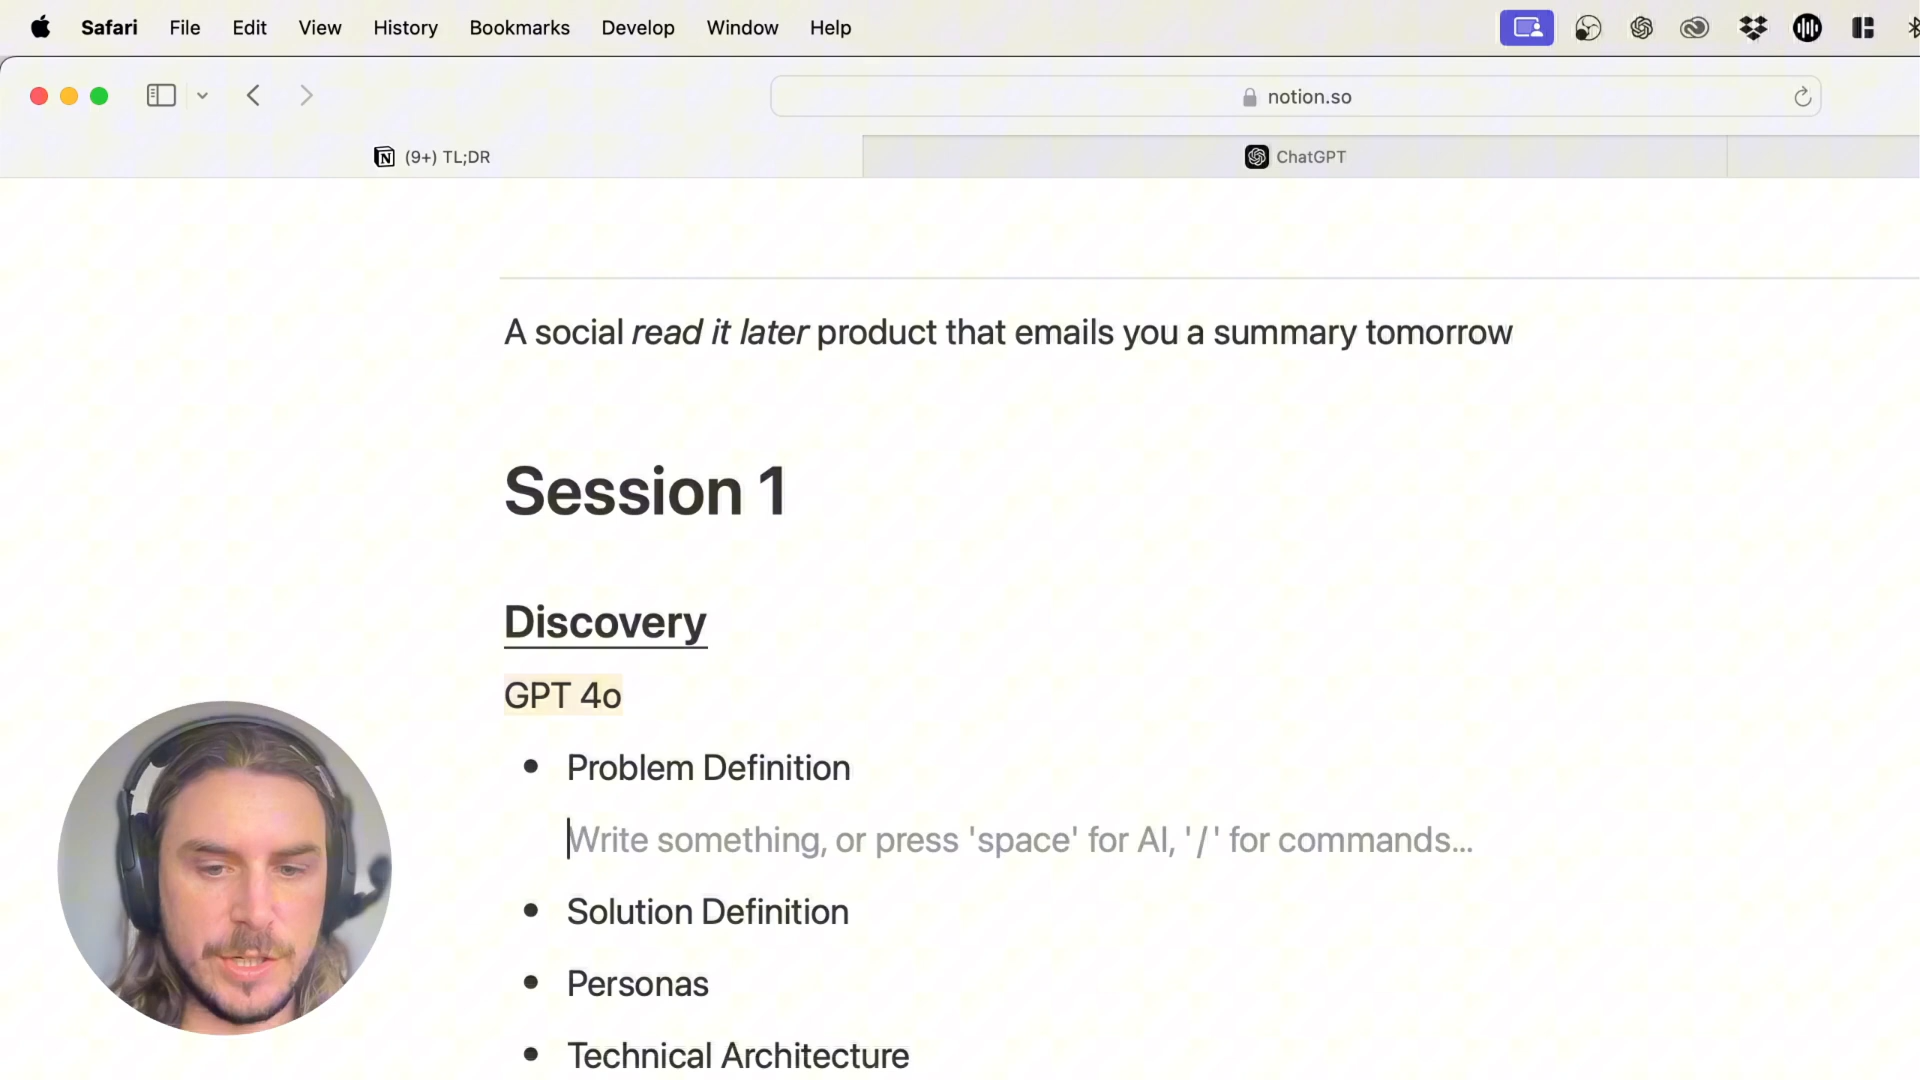 Safari File Edit View History Bookmarks Develop Window Help
notion.so
(9+) TL;DR
ChatGPT
A social read it later product that emails you a summary tomorrow
Session 1
Discovery
GPT 4o
• Problem Definition
Write something, or press 'space' for AI, '/' for commands...
• Solution Definition
• Personas
• Technical Architecture